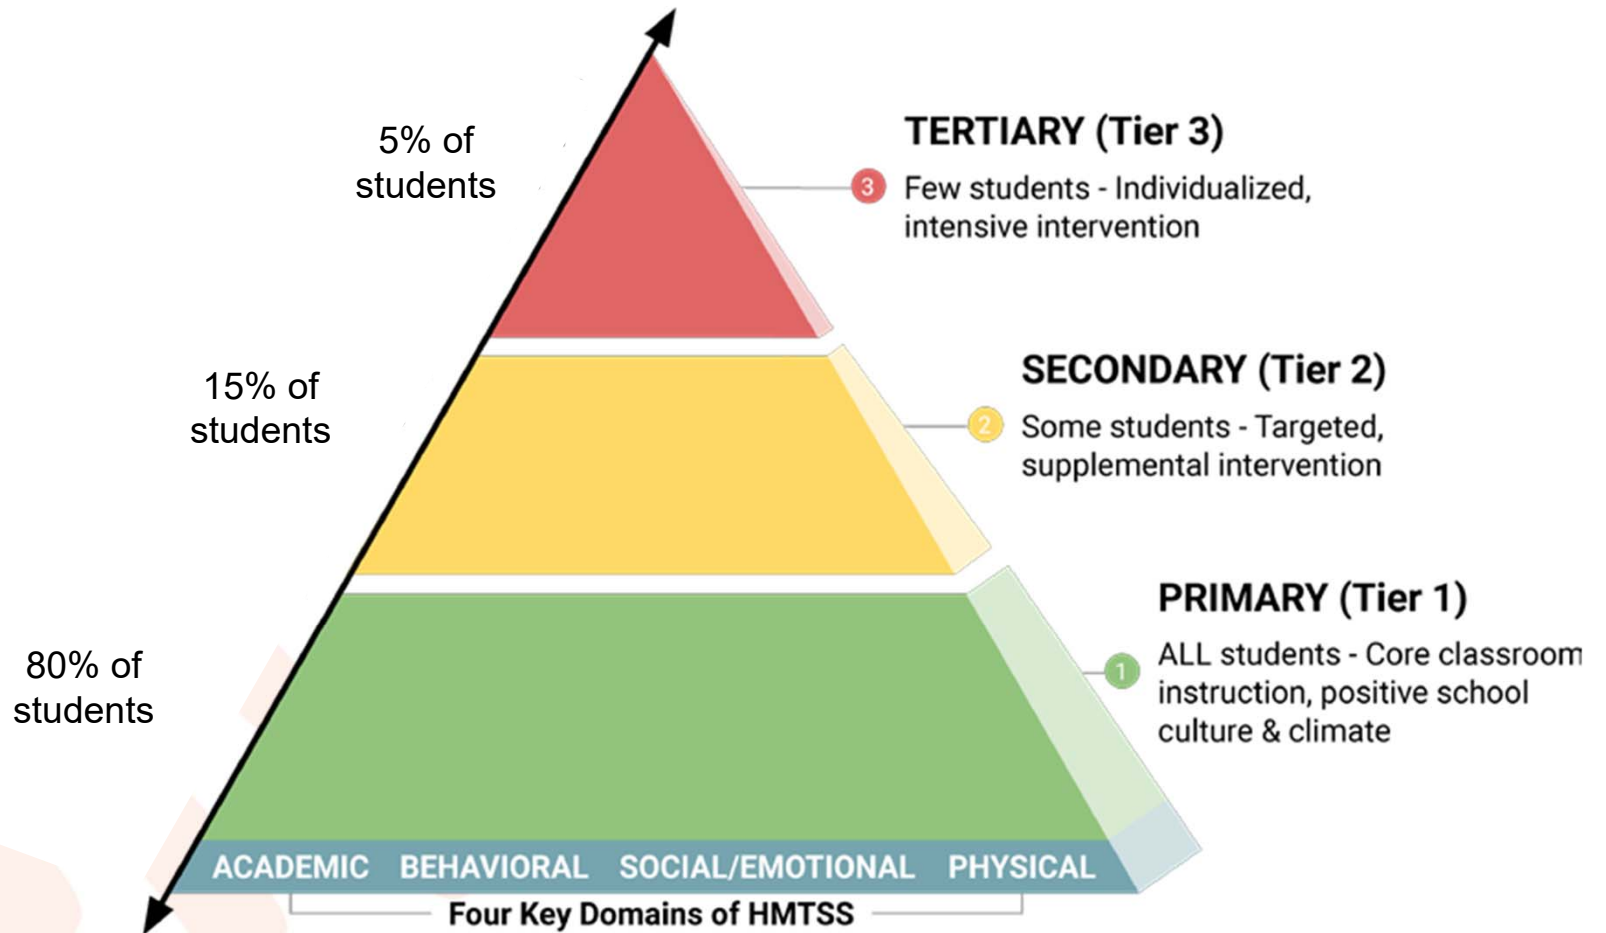 5% of
students
TERTIARY (Tier 3)
3
Few students - Individualized,
intensive intervention
15% of
students
SECONDARY (Tier 2)
2
Some students - Targeted,
supplemental intervention
80% of
students
PRIMARY (Tier 1)
1
ALL students - Core classroom
instruction, positive school
culture & climate
ACADEMIC BEHAVIORAL SOCIAL/EMOTIONAL PHYSICAL
Four Key Domains of HMTSS